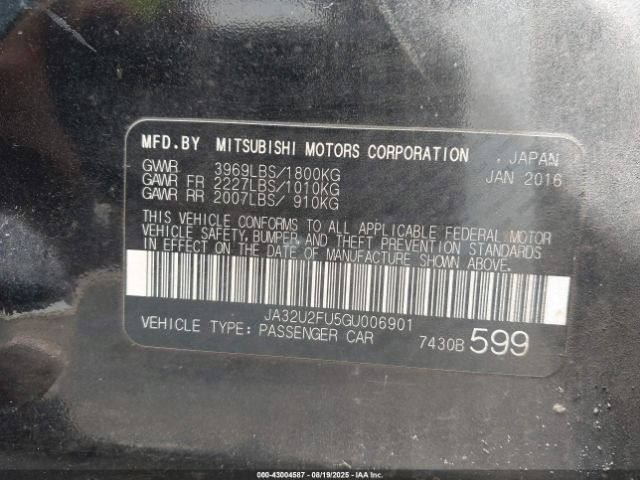 MFD.BY MITSUBISHI MOTORS CORPORATION . JAPAN
GVWR 3969LBS/1800KG JAN 2016
GAWR FR 2227LBS/1010KG
GAWR RR 2007LBS/ 910KG
THIS VEHICLE CONFORMS TO ALL APPLICABLE FEDERAL MOTOR
VEHICLE SAFETY, BUMPER, AND THEFT PREVENTION STANDARDS
IN EFFECT ON THE DATE OF MANUFACTURE SHOWN ABOVE.
JA32U2FU5GU006901
VEHICLE TYPE: PASSENGER CAR 7430B 599
000-43004587 - 08/19/2025 - IAA Inc.